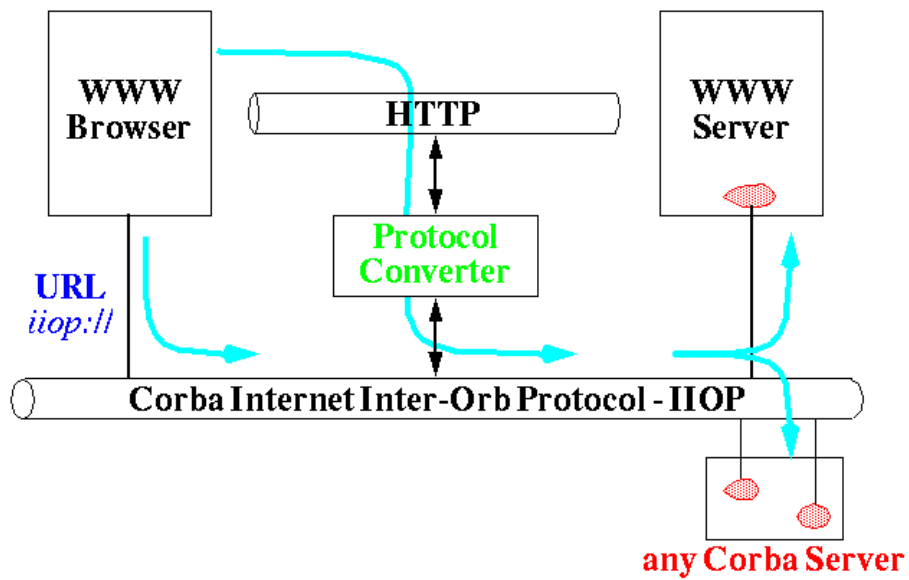 WWW
Browser
HTTP
WWW
Server
Protocol
Converter
URL
iiop://
Corba Internet Inter-Orb Protocol - IIOP
any Corba Server